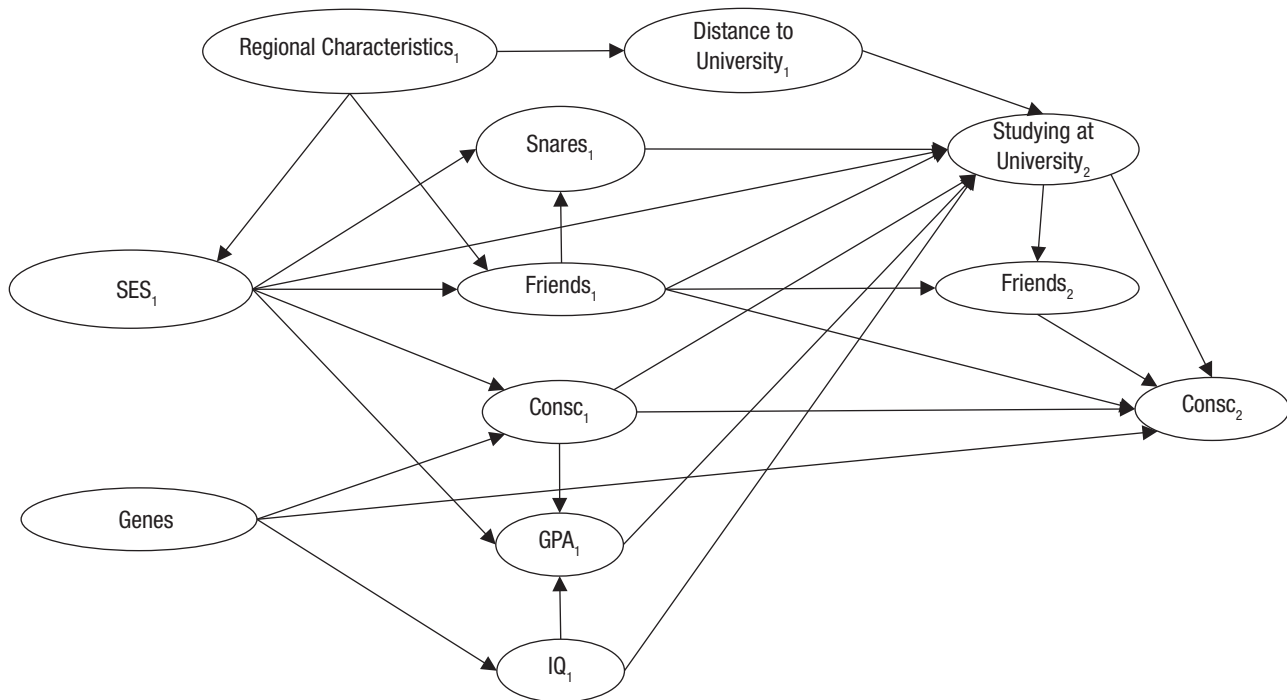 Regional Characteristics₁
Distance to
University₁
Snares₁
Studying at
University₂
SES₁
Friends₁
Friends₂
Consc₁
Consc₂
Genes
GPA₁
IQ₁